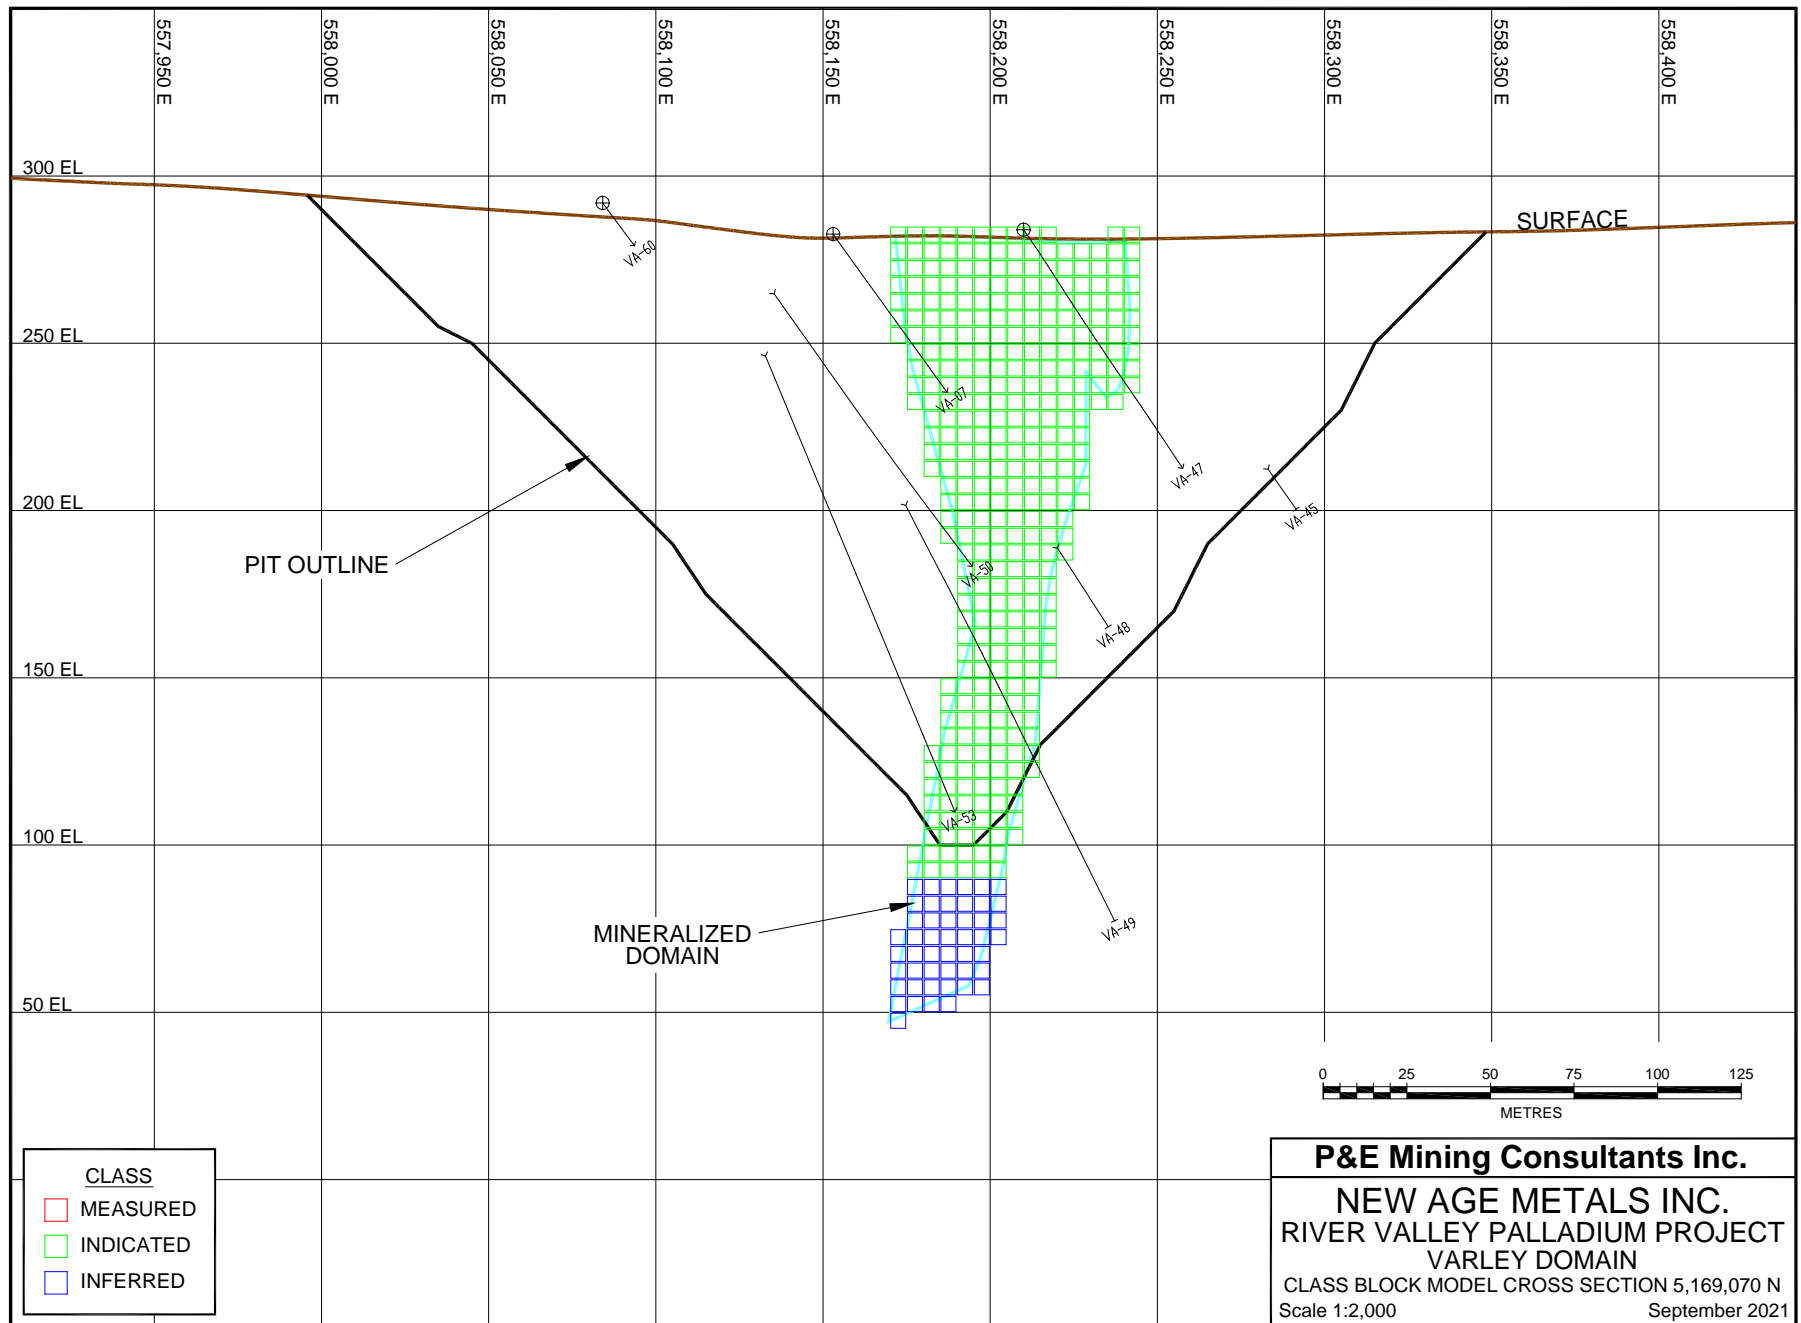 557,950 E
558,000 E
558,050 E
558,100 E
558,150 E
558,200 E
558,250 E
558,300 E
558,350 E
558,400 E
300 EL
SURFACE
VA-60
250 EL
VA-07
VA-47
200 EL
VA-45
PIT OUTLINE
VA-50
VA-48
150 EL
VA-53
100 EL
VA-49
MINERALIZED
DOMAIN
50 EL
0 25 50 75 100 125
METRES
CLASS
MEASURED
INDICATED
INFERRED
P&E Mining Consultants Inc.
NEW AGE METALS INC.
RIVER VALLEY PALLADIUM PROJECT
VARLEY DOMAIN
CLASS BLOCK MODEL CROSS SECTION 5,169,070 N
Scale 1:2,000 September 2021